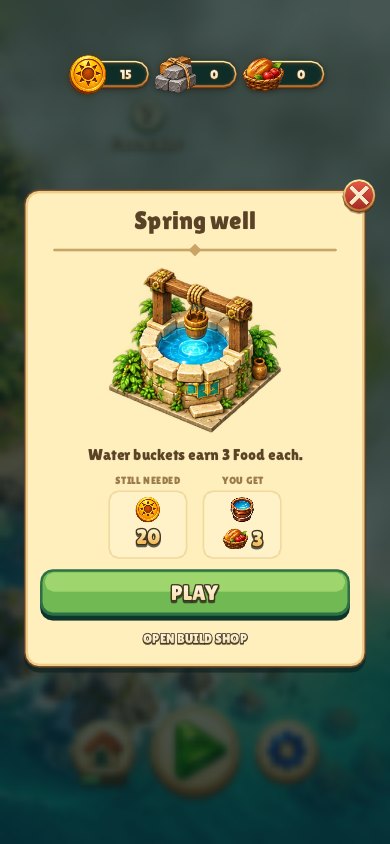 15
0
0
Spring well
Water buckets earn 3 Food each.
STILL NEEDED
YOU GET
20
3
PLAY
OPEN BUILD SHOP